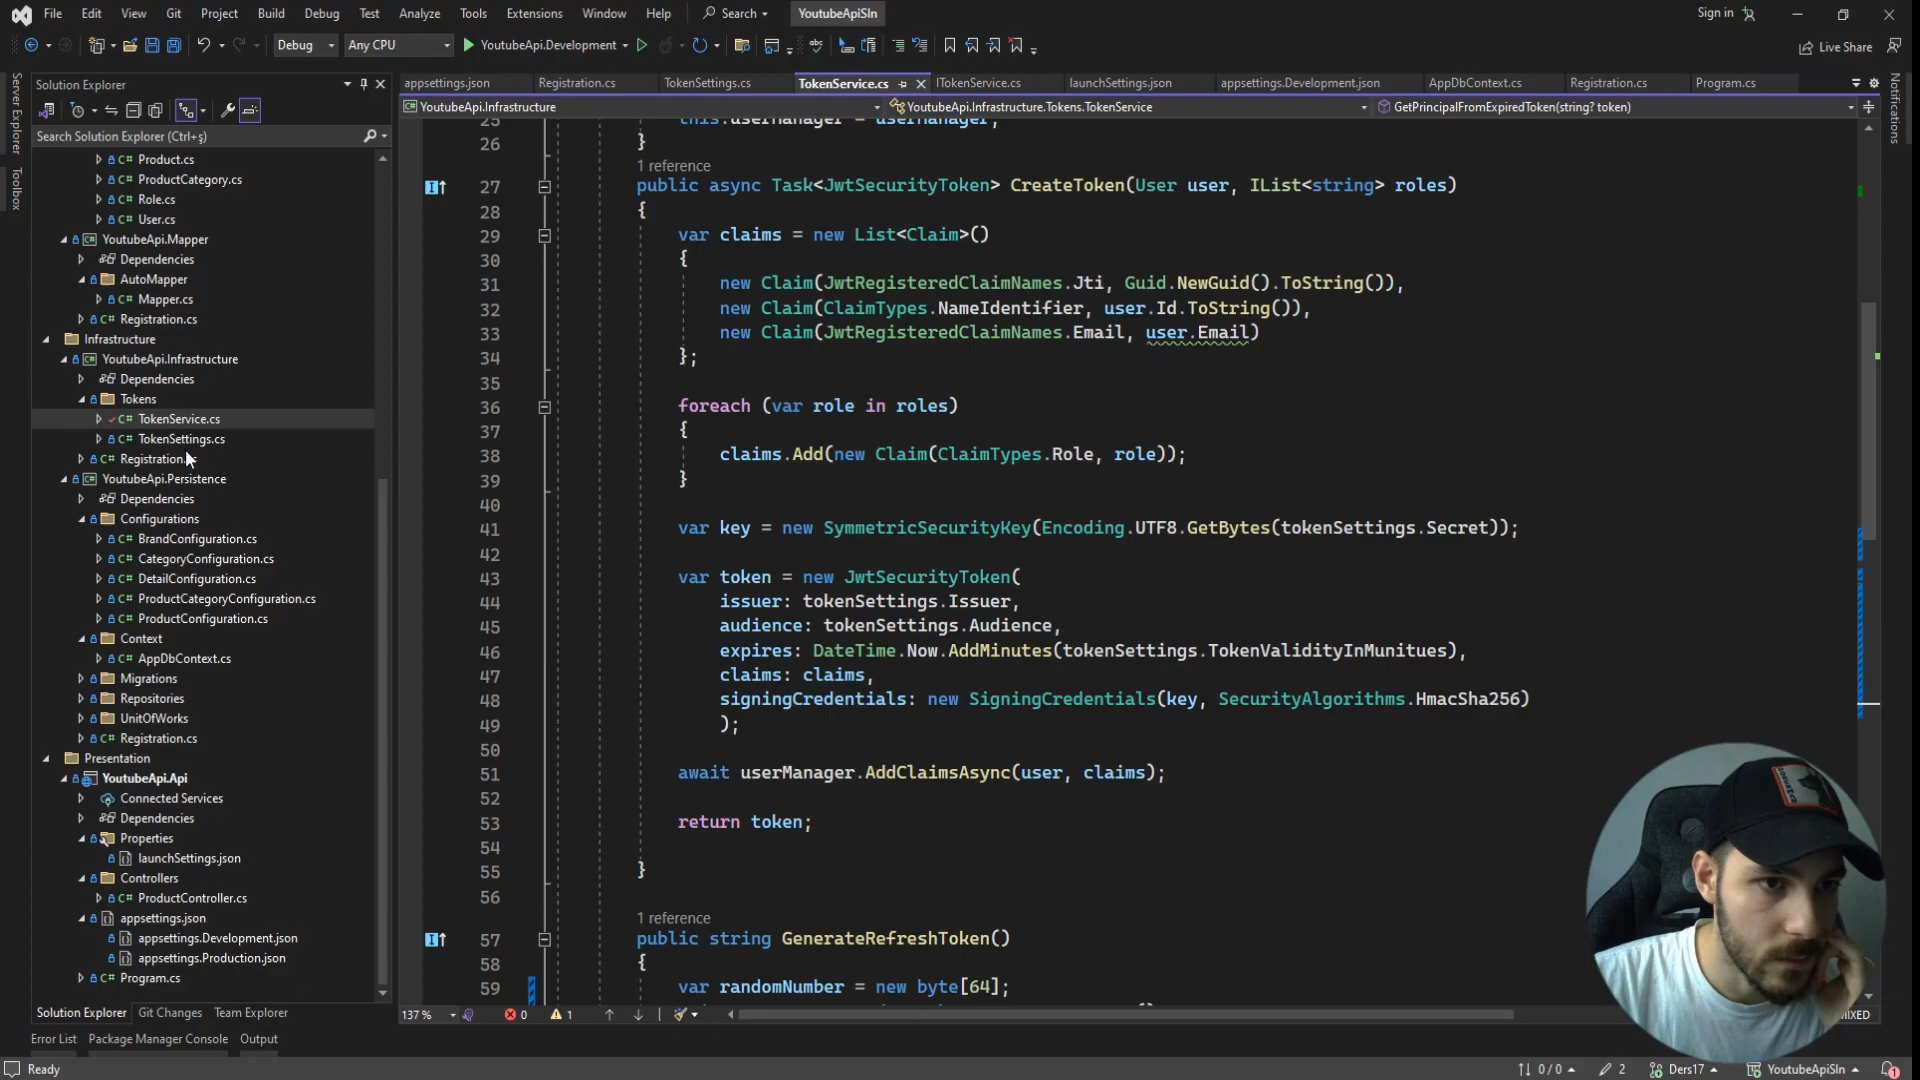 File Edit View Git Project Build Debug Test Analyze Tools Extensions Window Help Search YoutubeApiSln Sign in
Debug Any CPU YoutubeApi.Development Live Share
Server Explorer
Toolbox
Notifications
Solution Explorer
Search Solution Explorer (Ctrl+ş)
C# Product.cs
C# ProductCategory.cs
C# Role.cs
C# User.cs
YoutubeApi.Mapper
Dependencies
AutoMapper
C# Mapper.cs
C# Registration.cs
Infrastructure
YoutubeApi.Infrastructure
Dependencies
Tokens
C# TokenService.cs
C# TokenSettings.cs
C# Registration.
YoutubeApi.Persistence
Dependencies
Configurations
C# BrandConfiguration.cs
C# CategoryConfiguration.cs
C# DetailConfiguration.cs
C# ProductCategoryConfiguration.cs
C# ProductConfiguration.cs
Context
C# AppDbContext.cs
Migrations
Repositories
UnitOfWorks
C# Registration.cs
Presentation
YoutubeApi.Api
Connected Services
Dependencies
Properties
launchSettings.json
Controllers
C# ProductController.cs
appsettings.json
appsettings.Development.json
appsettings.Production.json
C# Program.cs
Solution Explorer Git Changes Team Explorer
appsettings.json Registration.cs TokenSettings.cs TokenService.cs ITokenService.cs launchSettings.json appsettings.Development.json AppDbContext.cs Registration.cs Program.cs
YoutubeApi.Infrastructure YoutubeApi.Infrastructure.Tokens.TokenService GetPrincipalFromExpiredToken(string? token)
25 this.userManager = userManager;
26 }
1 reference
27 public async Task<JwtSecurityToken> CreateToken(User user, IList<string> roles)
28 {
29 var claims = new List<Claim>()
30 {
31 new Claim(JwtRegisteredClaimNames.Jti, Guid.NewGuid().ToString()),
32 new Claim(ClaimTypes.NameIdentifier, user.Id.ToString()),
33 new Claim(JwtRegisteredClaimNames.Email, user.Email)
34 };
35
36 foreach (var role in roles)
37 {
38 claims.Add(new Claim(ClaimTypes.Role, role));
39 }
40
41 var key = new SymmetricSecurityKey(Encoding.UTF8.GetBytes(tokenSettings.Secret));
42
43 var token = new JwtSecurityToken(
44 issuer: tokenSettings.Issuer,
45 audience: tokenSettings.Audience,
46 expires: DateTime.Now.AddMinutes(tokenSettings.TokenValidityInMunitues),
47 claims: claims,
48 signingCredentials: new SigningCredentials(key, SecurityAlgorithms.HmacSha256)
49 );
50
51 await userManager.AddClaimsAsync(user, claims);
52
53 return token;
54
55 }
56
1 reference
57 public string GenerateRefreshToken()
58 {
59 var randomNumber = new byte[64];
137 % 0 1 MIXED
Error List Package Manager Console Output
Ready 0 / 0 2 Ders17 YoutubeApiSln 1